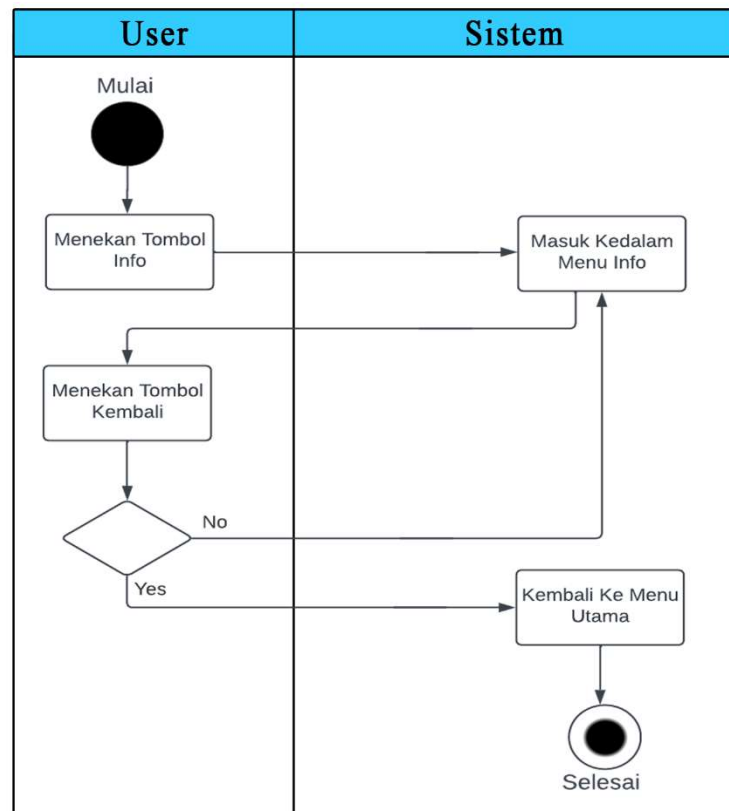 User
Sistem
Mulai
Menekan Tombol
Info
Masuk Kedalam
Menu Info
Menekan Tombol
Kembali
No
Yes
Kembali Ke Menu
Utama
Selesai